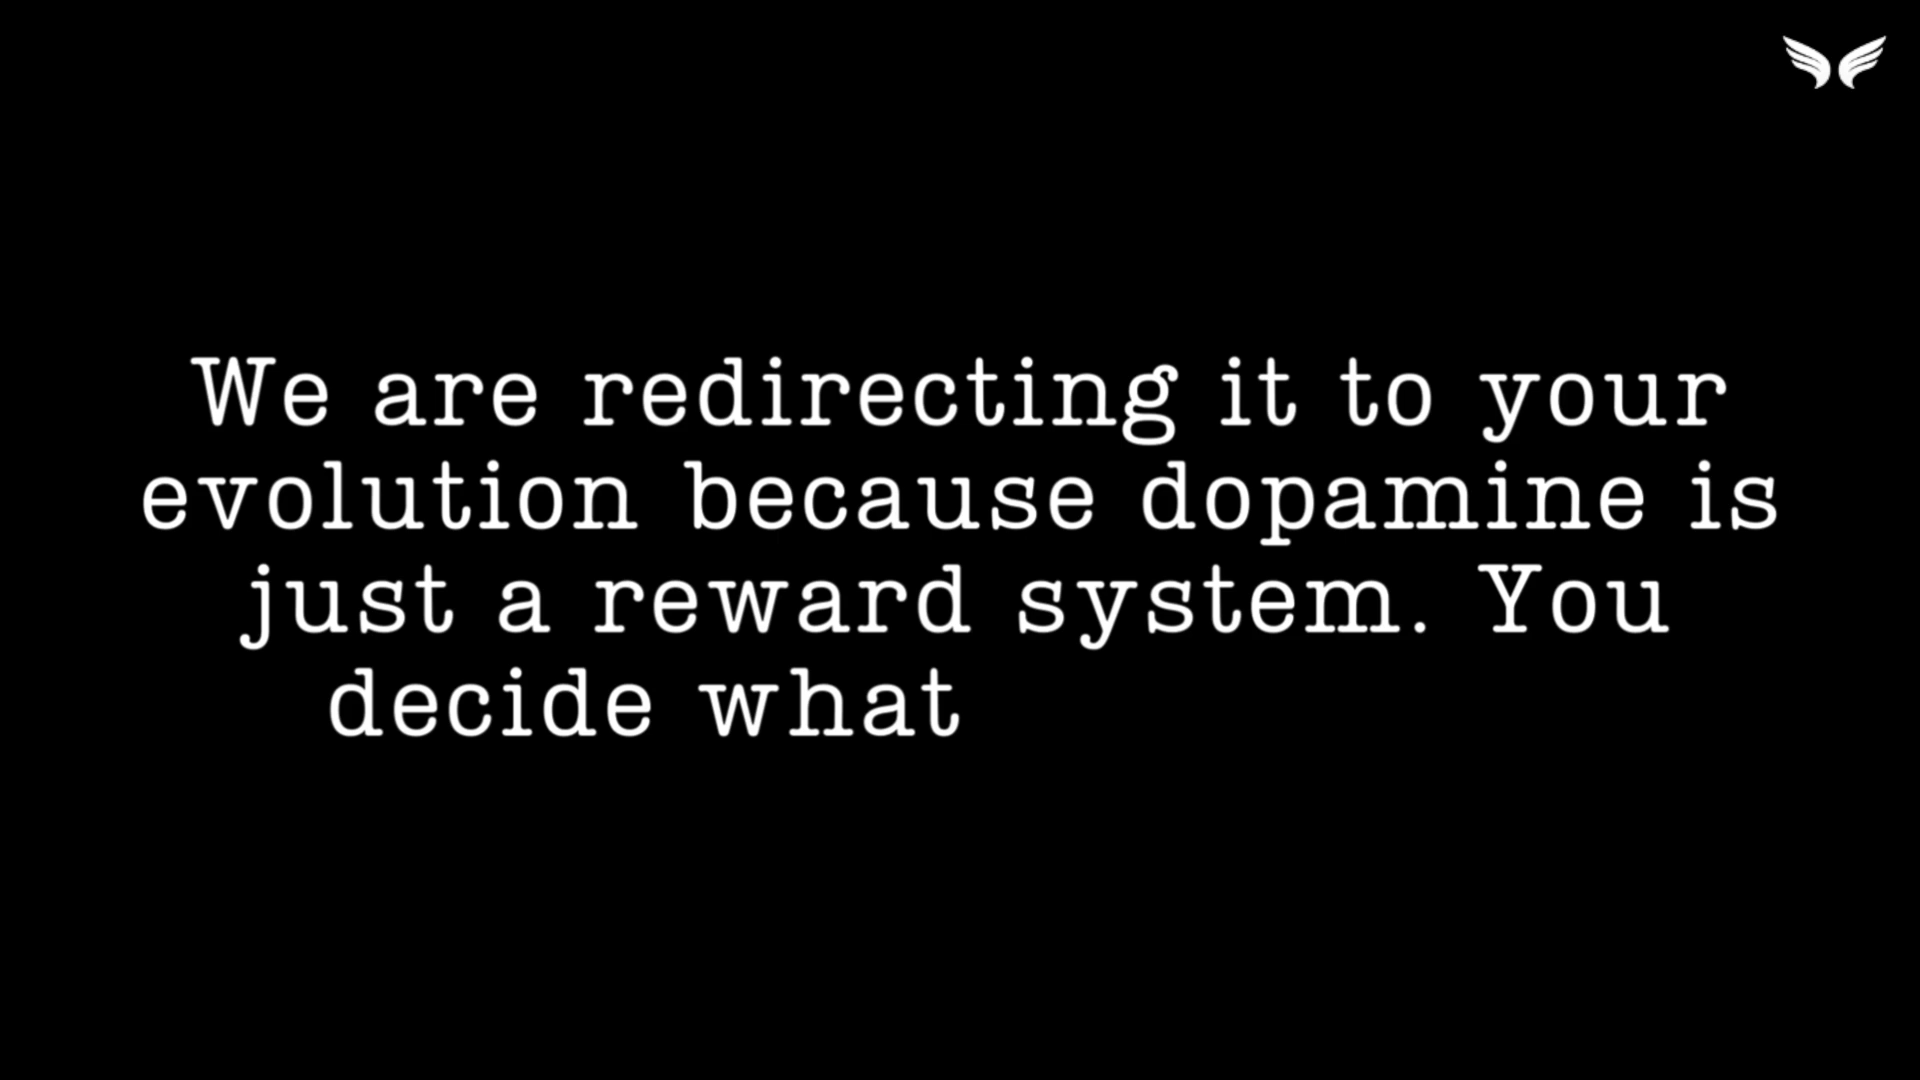 We are redirecting it to your
evolution because dopamine is
just a reward system. You
decide what